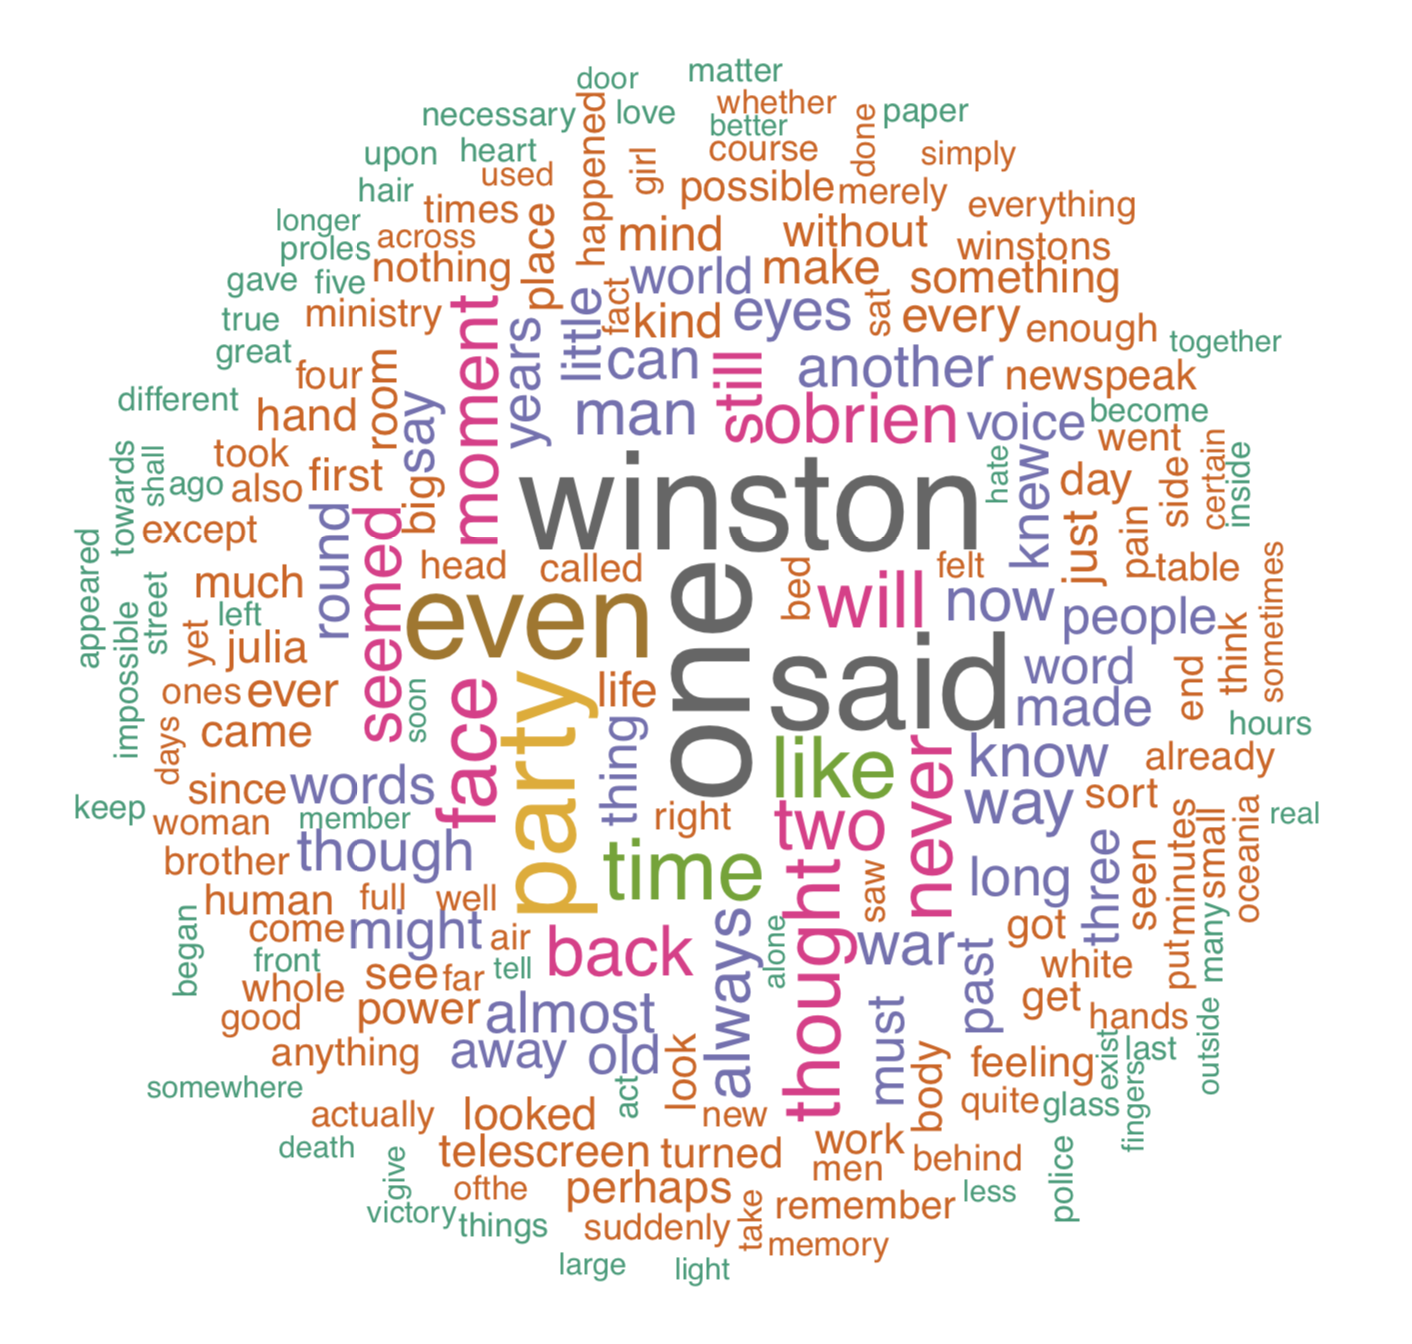 door
matter
necessary
love
whether
better
done
paper
upon
heart
used
happened
girl
course
simply
hair
times
possible
merely
everything
longer
across
place
mind
without
winstons
proles
nothing
world
make
something
gave
five
ministry
moment
years
little
fact
kind
eyes
sat
every
enough
true
great
four
room
can
still
another
newspeak
together
different
hand
say
man
obrien
voice
become
went
towards
shall
ago
took
also
first
big
winston
hate
knew
day
side
certain
inside
appeared
except
round
seemed
head
called
one
bed
felt
just
pain
table
impossible
street
much
left
even
will
now
people
sometimes
yet
julia
said
word
think
ones
ever
soon
face
party
life
made
end
days
came
thing
like
never
know
hours
already
keep
since
words
member
right
two
way
sort
minutes
small
oceania
real
woman
brother
though
time
thought
saw
long
three
seen
human
full
well
began
come
might
air
back
always
alone
war
past
got
put
many
front
see
far
tell
white
whole
good
power
almost
must
get
hands
outside
anything
away
old
look
body
feeling
exist
last
somewhere
act
quite
glass
fingers
actually
looked
new
death
telescreen
turned
work
men
behind
police
give
ofthe
perhaps
less
victory
things
suddenly
take
remember
memory
large
light